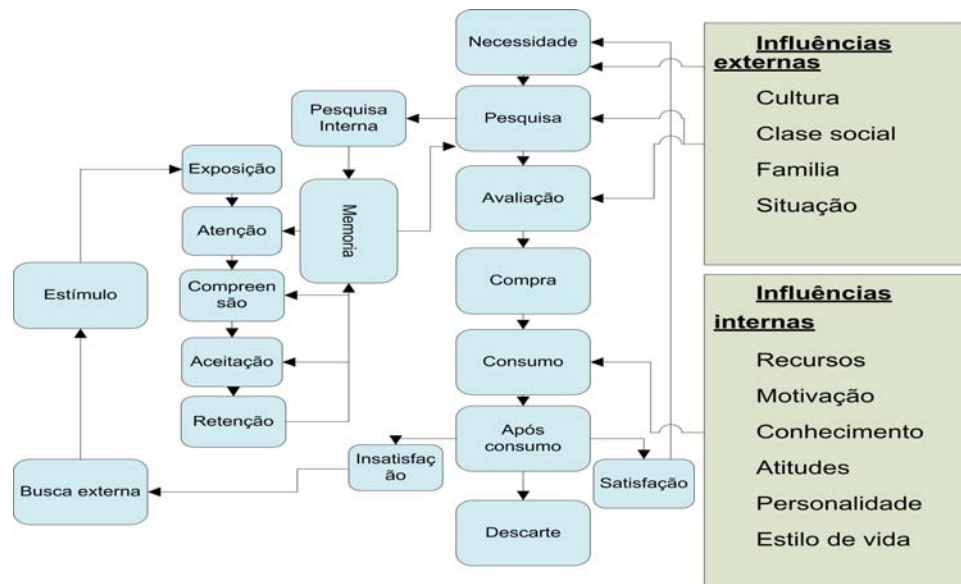 Necessidade
Pesquisa
Avaliação
Compra
Consumo
Após
consumo
Descarte
Pesquisa
Interna
Memoria
Exposição
Atenção
Compreen
são
Aceitação
Retenção
Estímulo
Busca externa
Insatisfaç
ão
Satisfação
Influências
externas
Cultura
Clase social
Familia
Situação
Influências
internas
Recursos
Motivação
Conhecimento
Atitudes
Personalidade
Estilo de vida